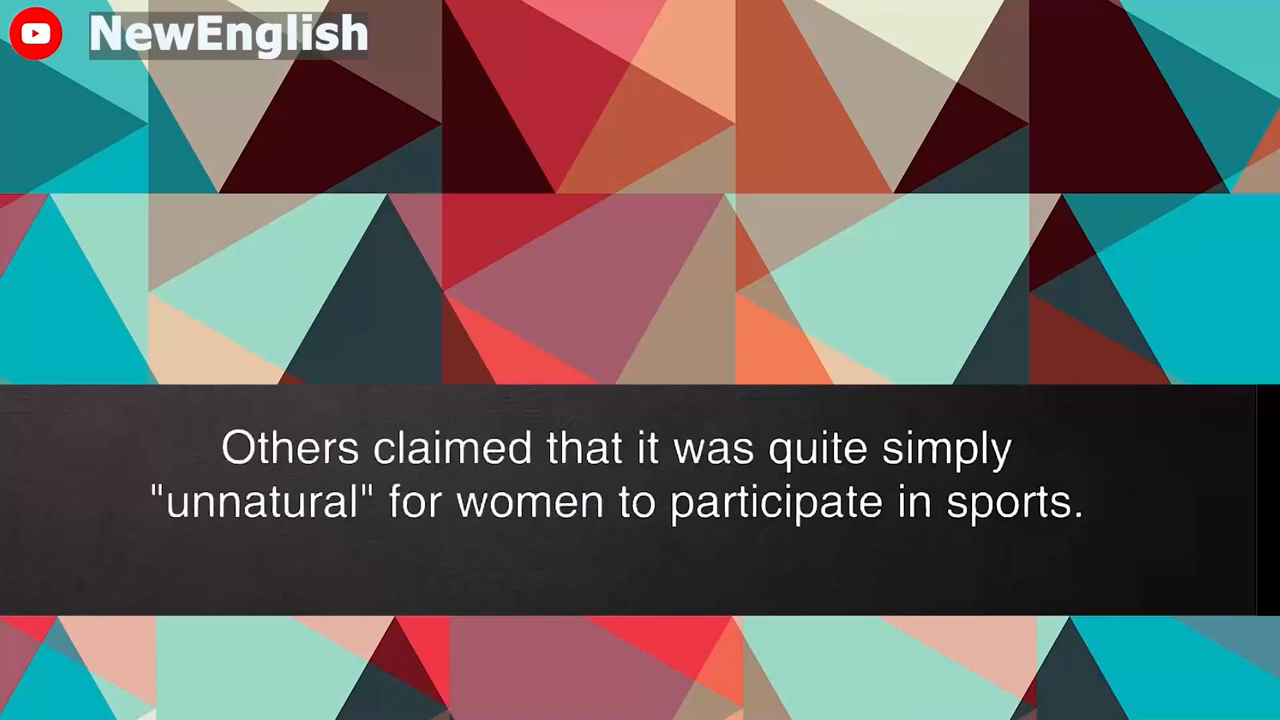 NewEnglish
Others claimed that it was quite simply
"unnatural" for women to participate in sports.